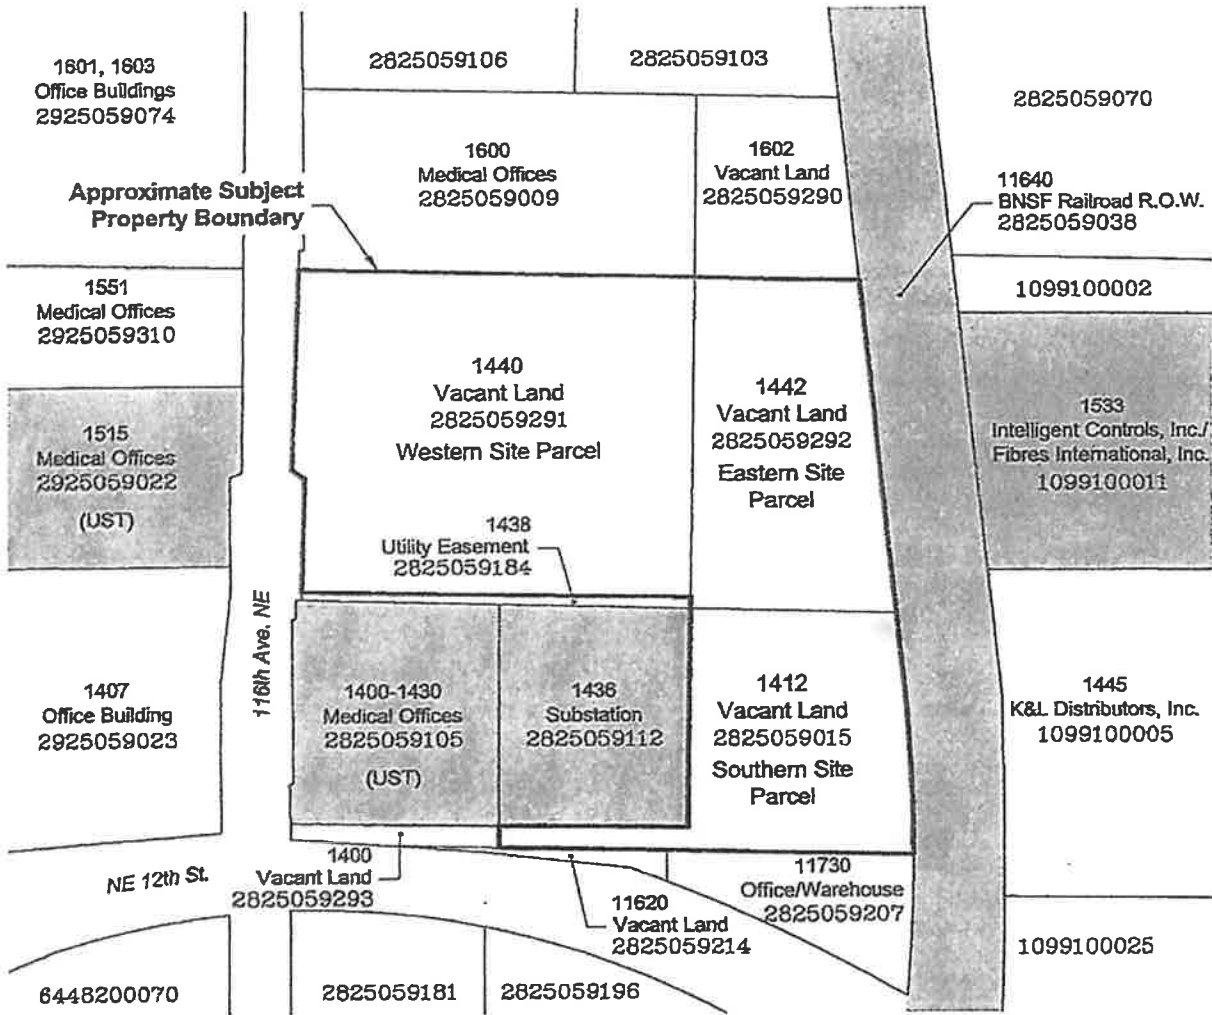 2825059106
2825059103
1601, 1603
Office Buildings
2925059074
2825059070
1600
Medical Offices
2825059009
1602
Vacant Land
2825059290
Approximate Subject
Property Boundary
11640
BNSF Railroad R.O.W.
2825059038
1551
Medical Offices
2925059310
1099100002
1440
Vacant Land
2825059291
Western Site Parcel
1442
Vacant Land
2825059292
Eastern Site
Parcel
1515
Medical Offices
2925059022
(UST)
1533
Intelligent Controls, Inc./
Fibres International, Inc.
1099100011
1438
Utility Easement
2825059184
116th Ave. NE
1407
Office Building
2925059023
1400-1430
Medical Offices
2825059105
(UST)
1436
Substation
2825059112
1412
Vacant Land
2825059015
Southern Site
Parcel
1445
K&L Distributors, Inc.
1099100005
NE 12th St.
1400
Vacant Land
2825059293
11620
Vacant Land
2825059214
11730
Office/Warehouse
2825059207
1099100025
6448200070
2825059181
2825059196